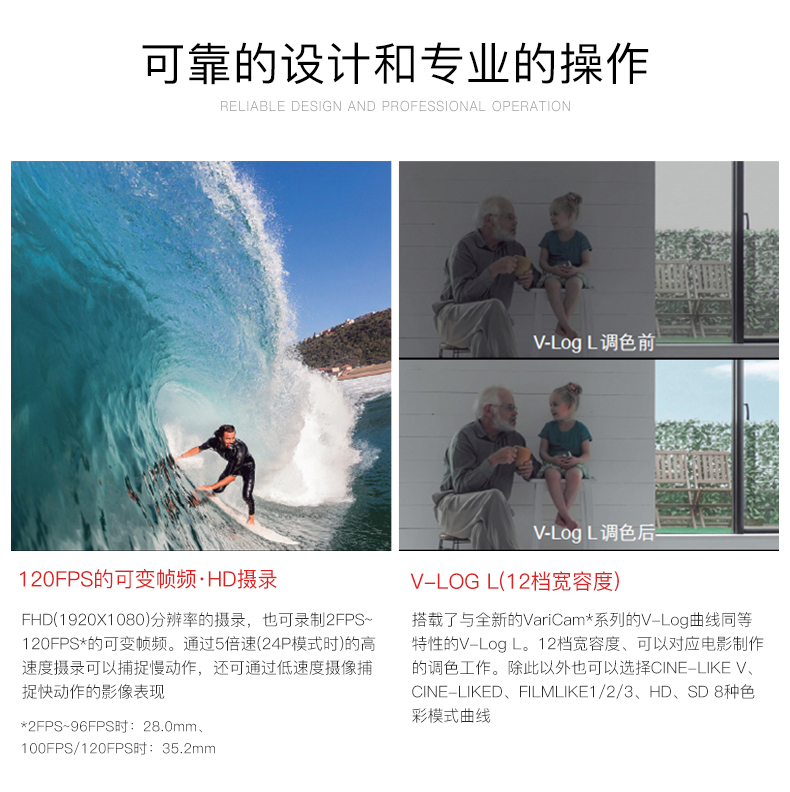 可靠的设计和专业的操作
RELIABLE DESIGN AND PROFESSIONAL OPERATION
V-Log L调色前
V-Log L调色后
120FPS的可变帧频·HD摄录
FHD(1920X1080)分辨率的摄录，也可录制2FPS~
120FPS*的可变帧频。通过5倍速(24P模式时)的高
速度摄录可以捕捉慢动作，还可通过低速度摄像捕
捉快动作的影像表现
*2FPS~96FPS时：28.0mm、
100FPS/120FPS时：35.2mm
V-LOG L(12档宽容度)
搭载了与全新的VariCam*系列的V-Log曲线同等
特性的V-Log L。12档宽容度、可以对应电影制作
的调色工作。除此以外也可以选择CINE-LIKE V、
CINE-LIKED、FILMLIKE1/2/3、HD、SD 8种色
彩模式曲线